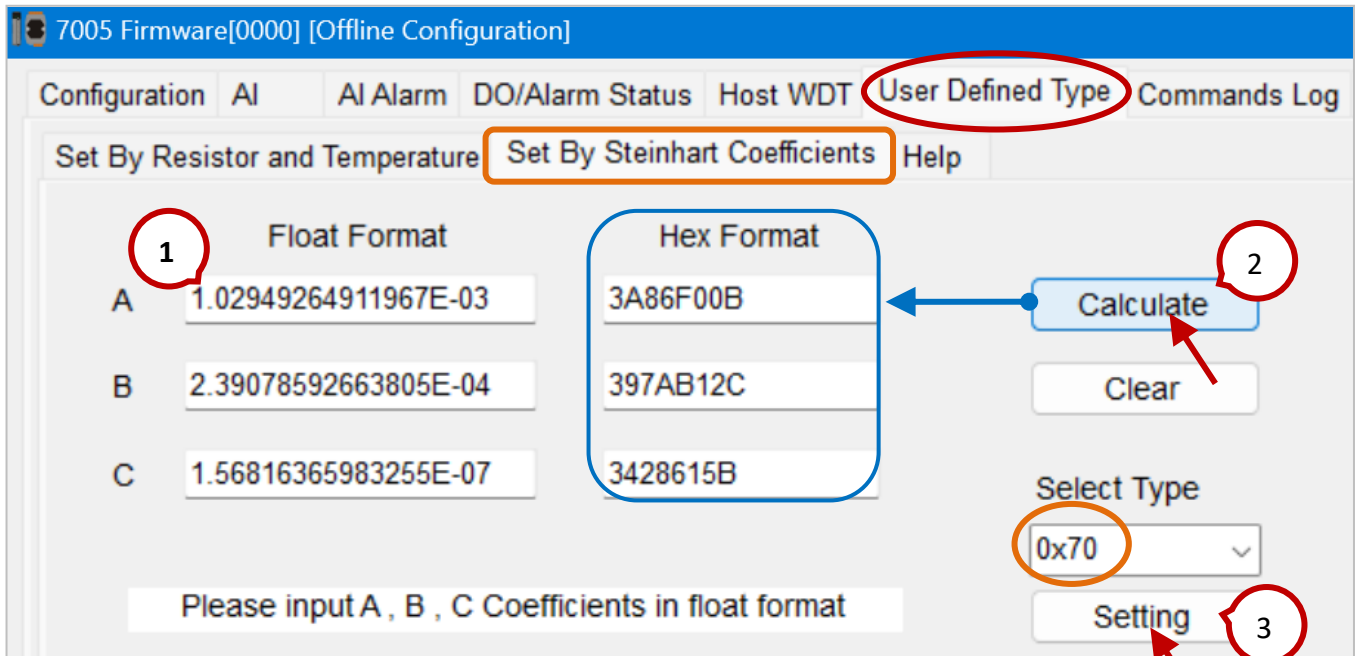 7005 Firmware[0000] [Offline Configuration]
Configuration AI AI Alarm DO/Alarm Status Host WDT User Defined Type Commands Log
Set By Resistor and Temperature Set By Steinhart Coefficients Help
1 Float Format Hex Format 2
A 1.02949264911967E-03 3A86F00B Calculate
B 2.39078592663805E-04 397AB12C Clear
C 1.56816365983255E-07 3428615B
Select Type
0x70
Please input A , B , C Coefficients in float format
Setting 3